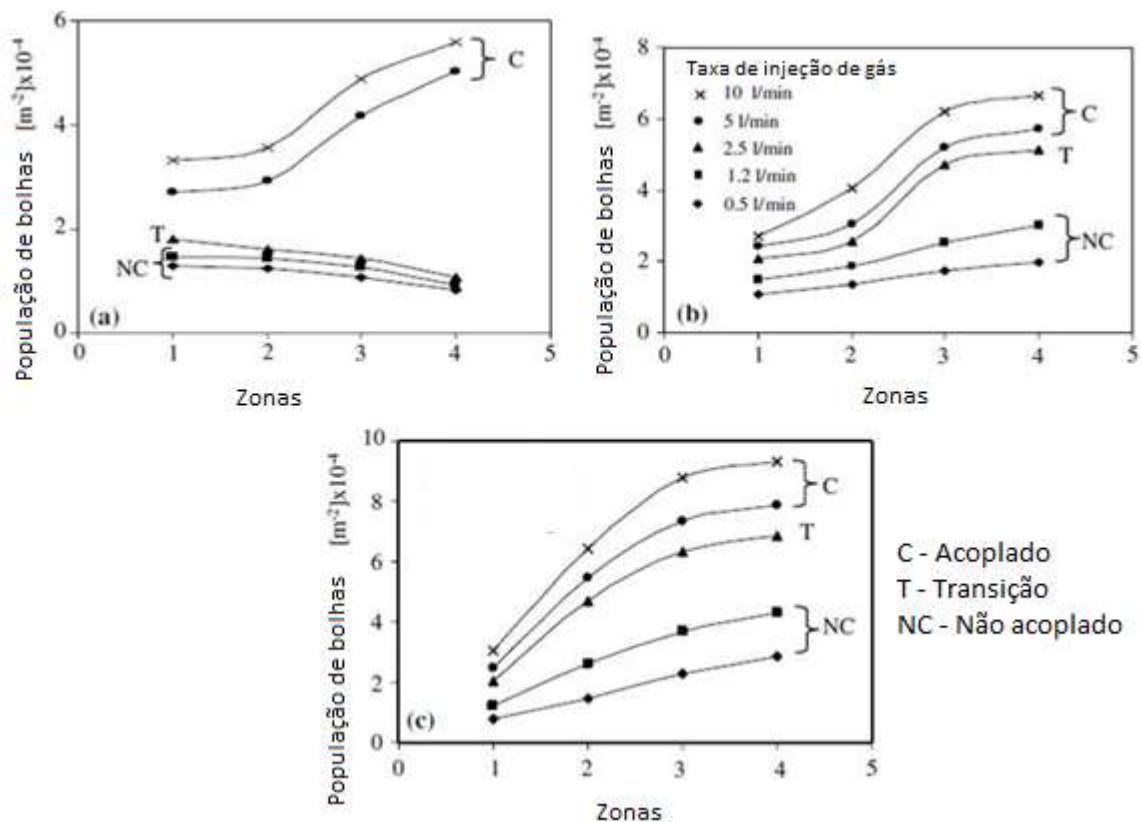 População de bolhas [m-2]x10-4
6
4
2
0
C
T
NC
(a)
0 1 2 3 4 5
Zonas
População de bolhas [m-2]x10-4
8
6
4
2
0
Taxa de injeção de gás
10 l/min
5 l/min
2.5 l/min
1.2 l/min
0.5 l/min
C
T
NC
(b)
0 1 2 3 4 5
Zonas
População de bolhas [m-2]x10-4
10
8
6
4
2
0
C
T
NC
(c)
0 1 2 3 4 5
Zonas
C - Acoplado
T - Transição
NC - Não acoplado